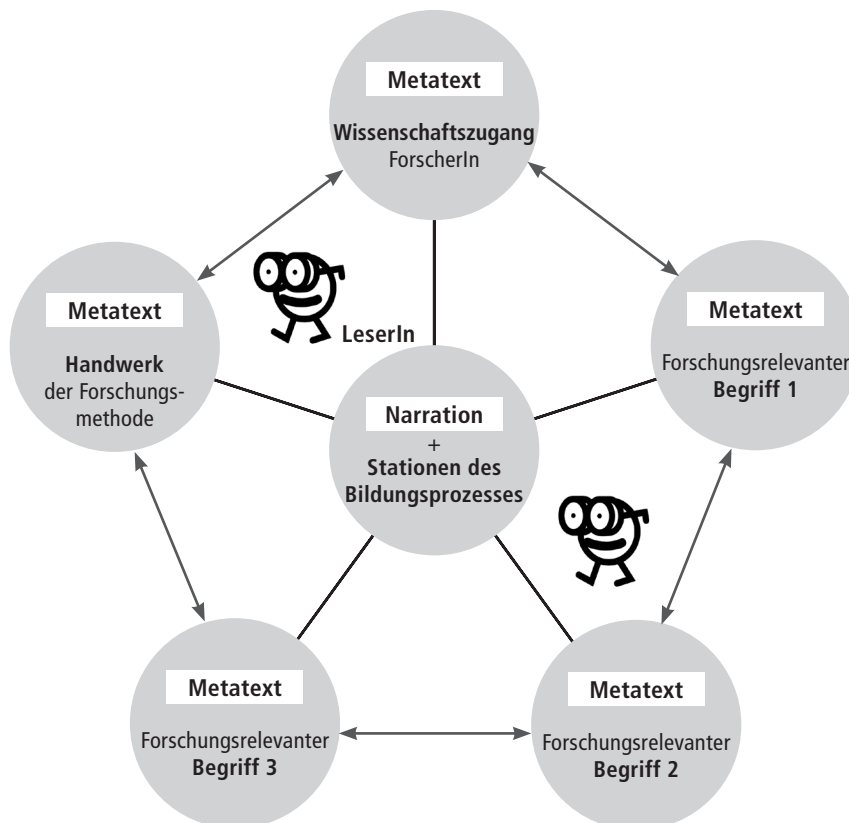 Metatext
Wissenschaftszugang
ForscherIn
Metatext
Handwerk
der Forschungs-
methode
LeserIn
Metatext
Forschungsrelevanter
Begriff 1
Narration
+
Stationen des
Bildungsprozesses
Metatext
Forschungsrelevanter
Begriff 3
Metatext
Forschungsrelevanter
Begriff 2